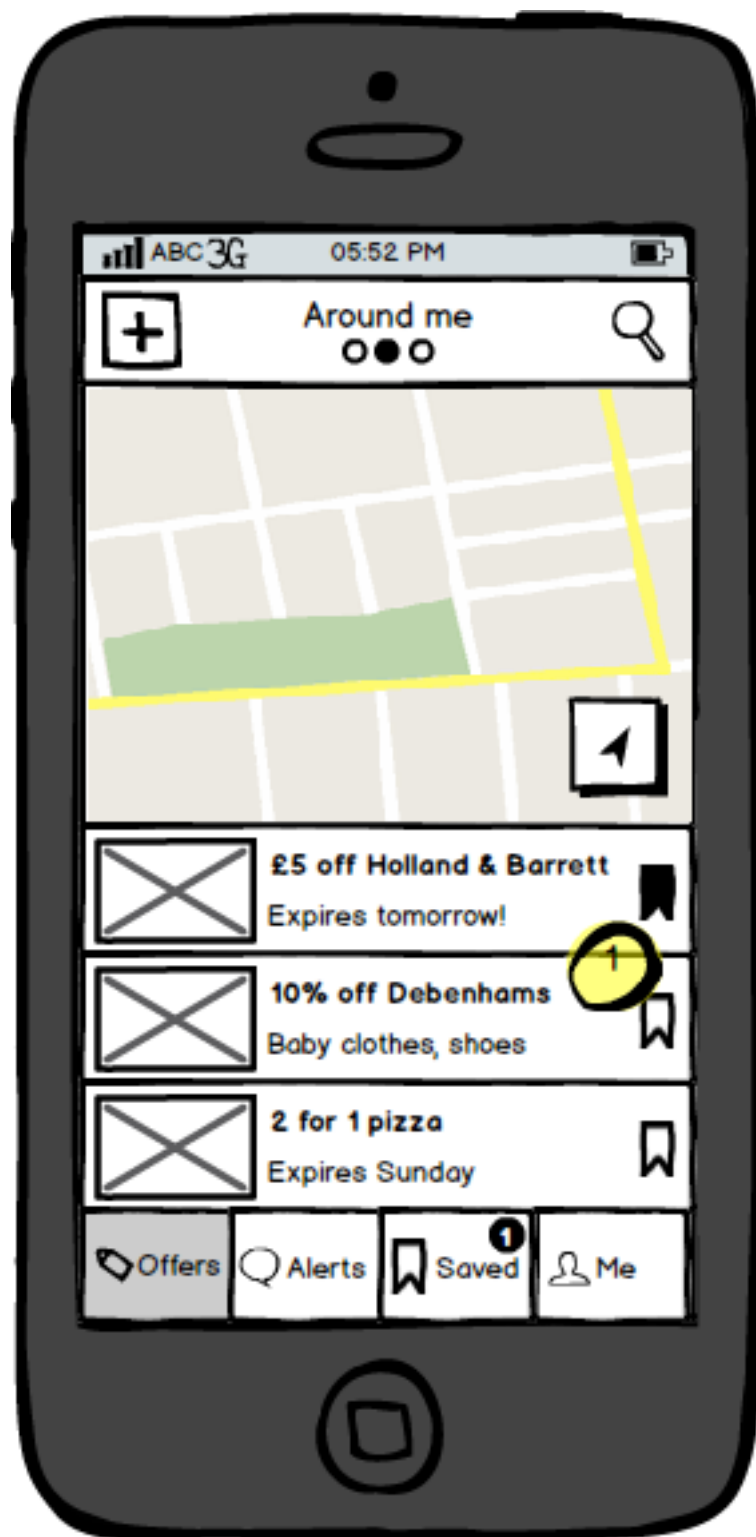 ABC 3G 05:52 PM
Around me
£5 off Holland & Barrett
Expires tomorrow!
1
10% off Debenhams
Baby clothes, shoes
2 for 1 pizza
Expires Sunday
1
Offers Alerts Saved Me